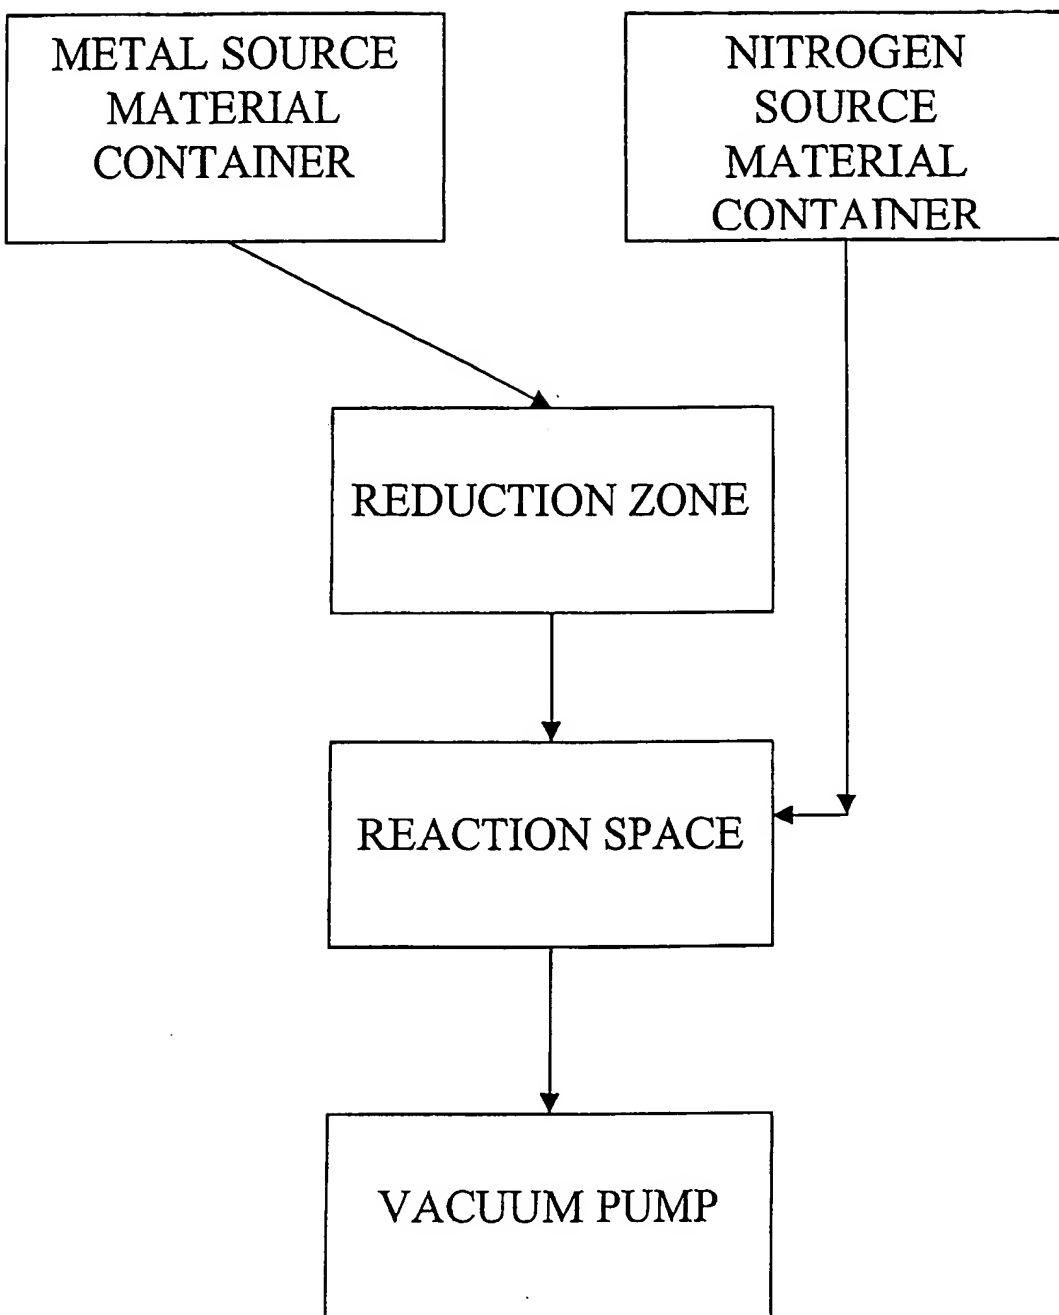 METAL SOURCE
MATERIAL
CONTAINER
NITROGEN
SOURCE
MATERIAL
CONTAINER
REDUCTION ZONE
REACTION SPACE
VACUUM PUMP